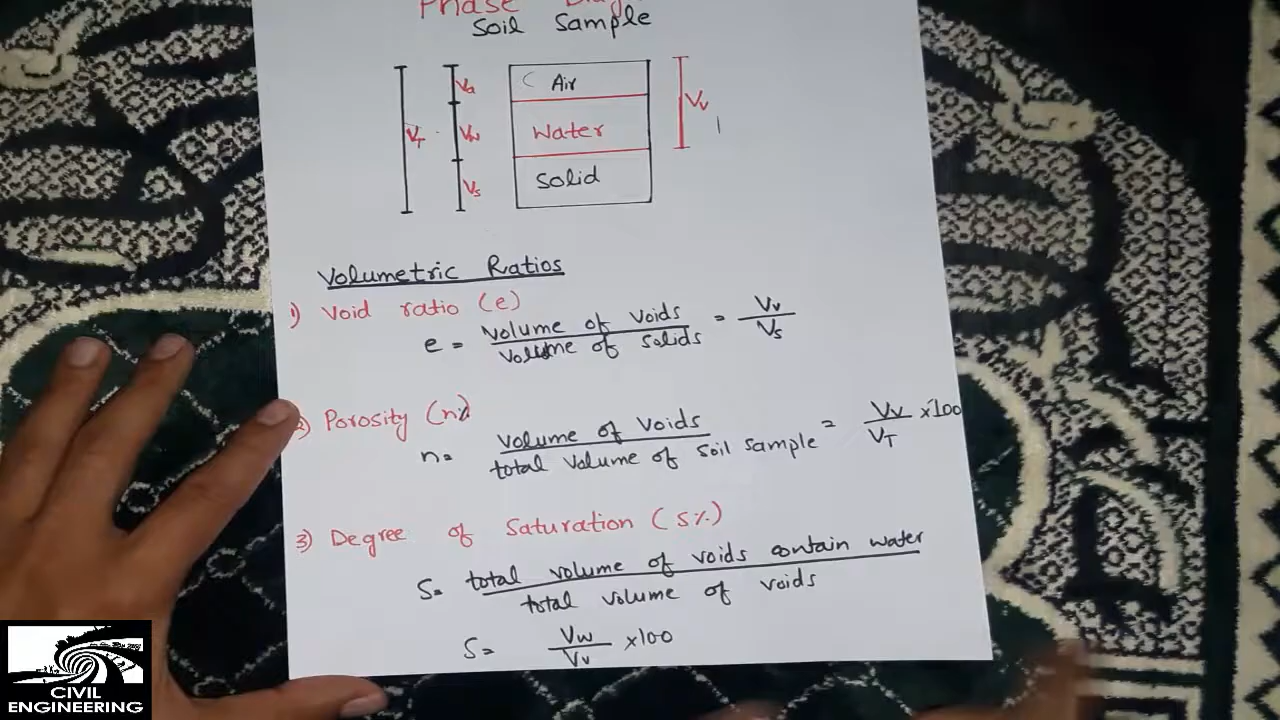 Phase
Soil Sample
Va
Air
Vv
VT
Vw
Water
Vs
Solid
Volumetric Ratios
1) Void ratio (e)
e = Volume of Voids / Volume of Solids = Vv / Vs
2) Porosity (n%
n= Volume of Voids / total Volume of Soil Sample = Vv / VT x100
3) Degree of Saturation (S%)
S= total volume of voids contain water / total volume of voids
S= Vw / Vv x100
CIVIL
ENGINEERING